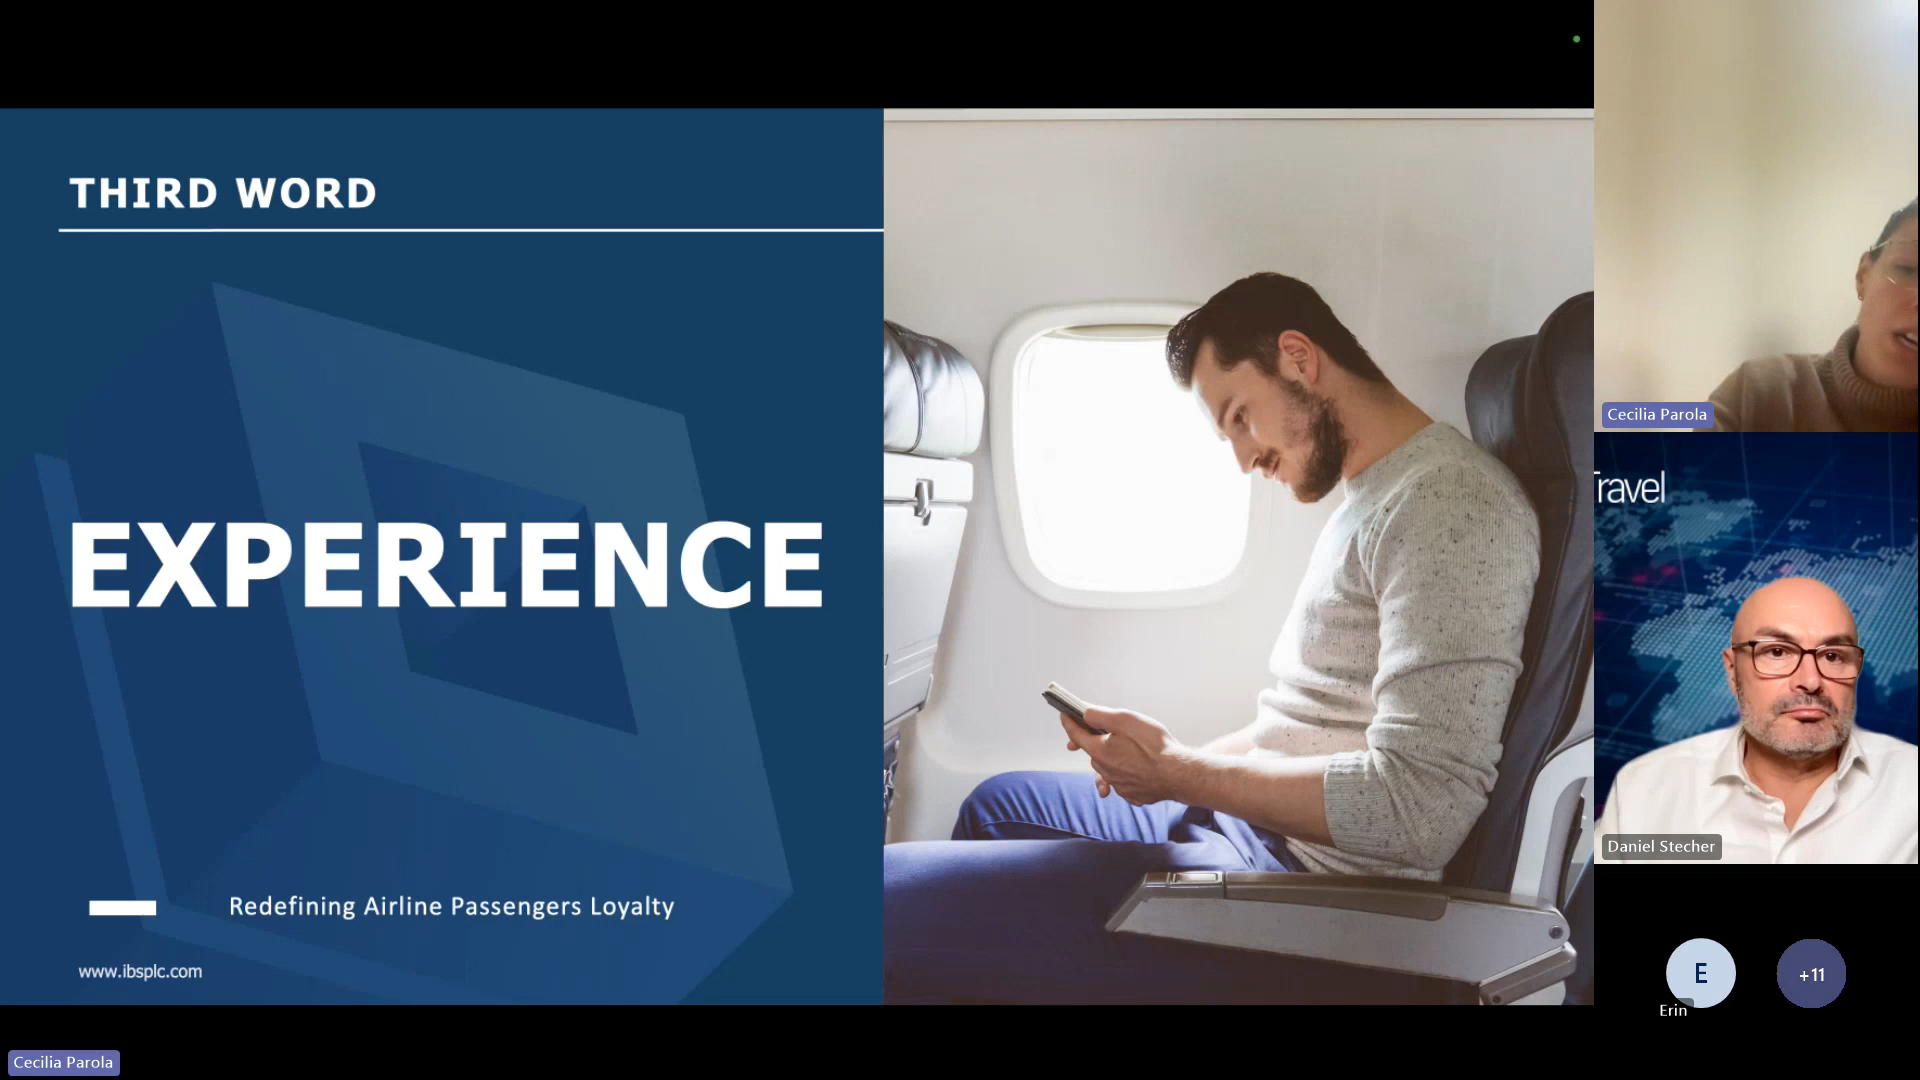 THIRD WORD
EXPERIENCE
Redefining Airline Passengers Loyalty
www.ibsplc.com
Cecilia Parola
Travel
Cecilia Parola
Daniel Stecher
E
Erin
+11